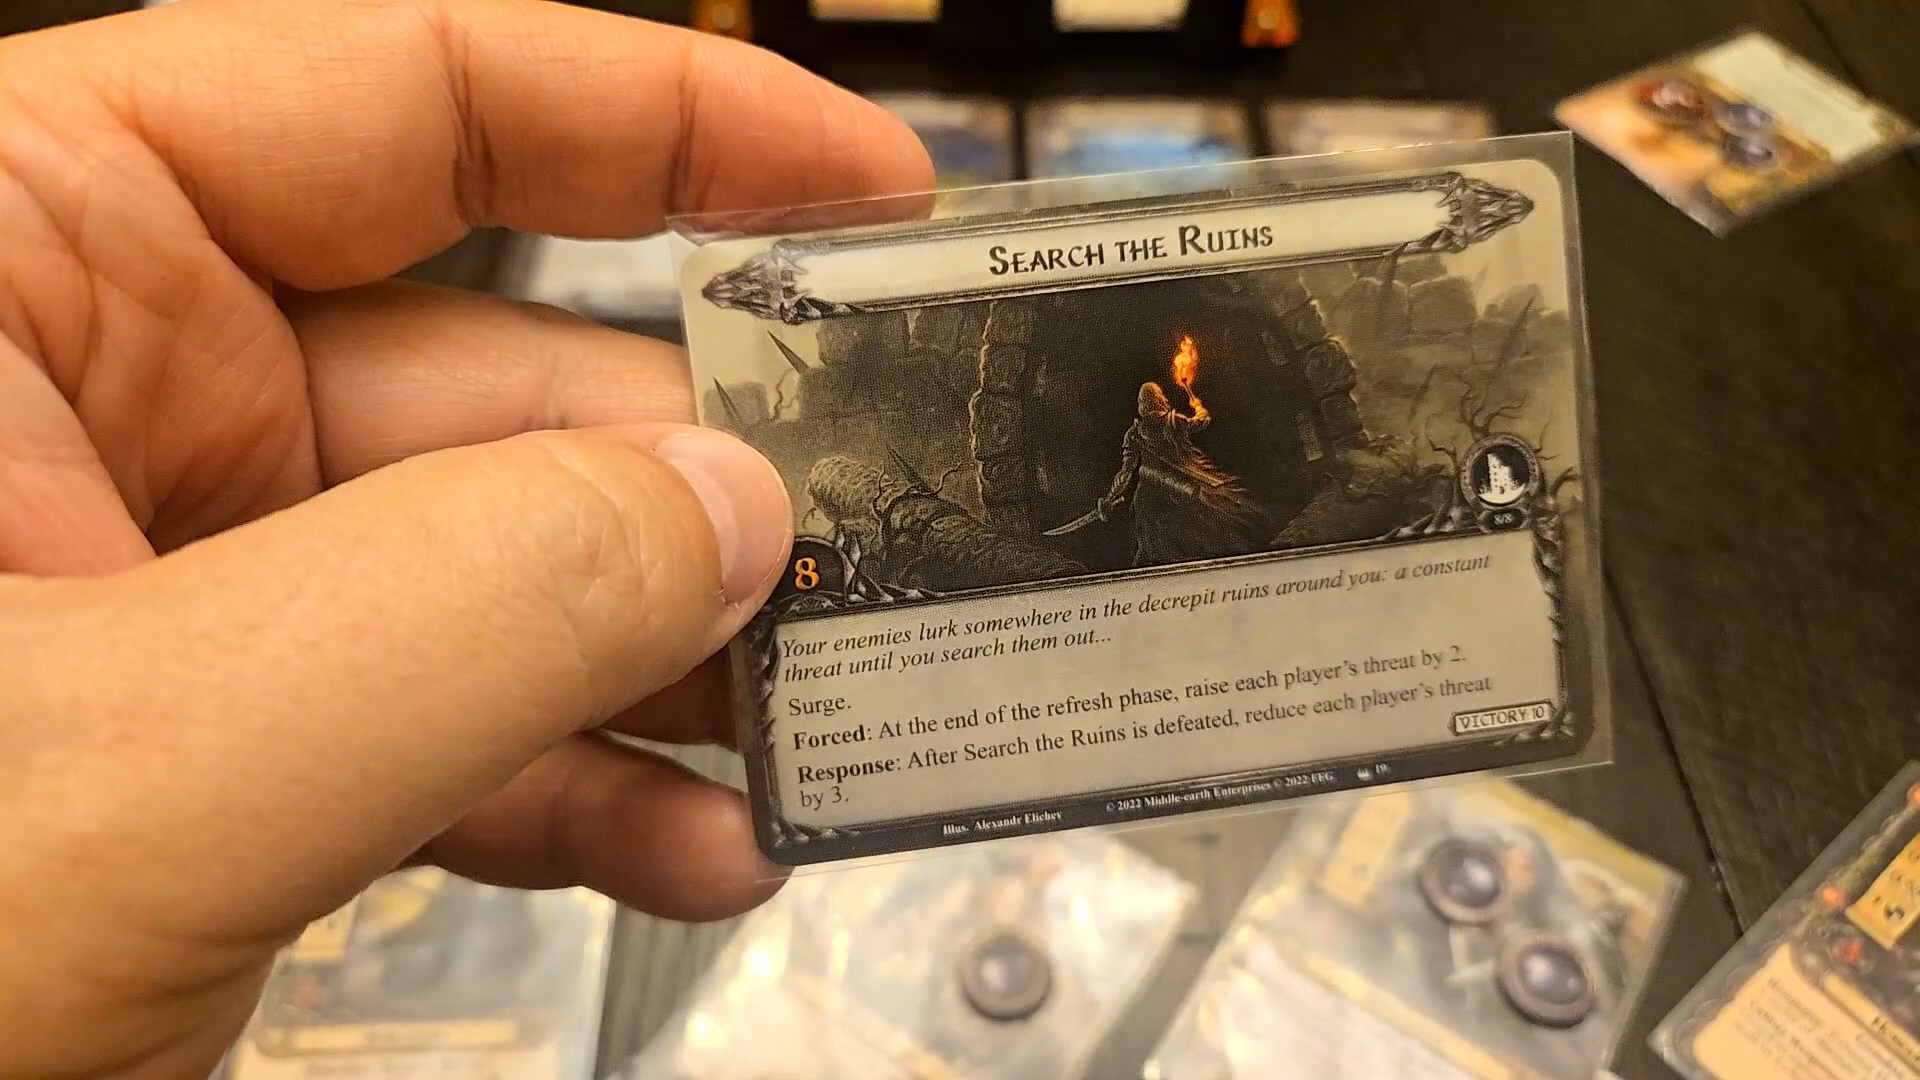 SEARCH THE RUINS
8/8
8
Your enemies lurk somewhere in the decrepit ruins around you: a constant
threat until you search them out...
Surge.
Forced: At the end of the refresh phase, raise each player's threat by 2.
Response: After Search the Ruins is defeated, reduce each player's threat
by 3.
VICTORY 10
Illus. Alexandr Elichev
© 2022 Middle-earth Enterprises © 2022 FFG
19